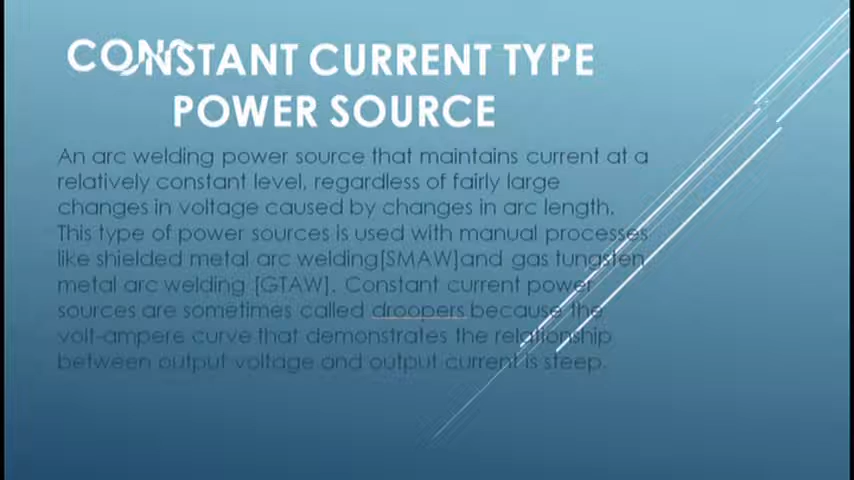 CONSTANT CURRENT TYPE
POWER SOURCE
An arc welding power source that maintains current at a
relatively constant level, regardless of fairly large
changes in voltage caused by changes in arc length.
This type of power sources is used with manual processes
like shielded metal arc welding[SMAW]and gas tungsten
metal arc welding [GTAW]. Constant current power
sources are sometimes called droopers because the
volt-ampere curve that demonstrates the relationship
between output voltage and output current is steep.